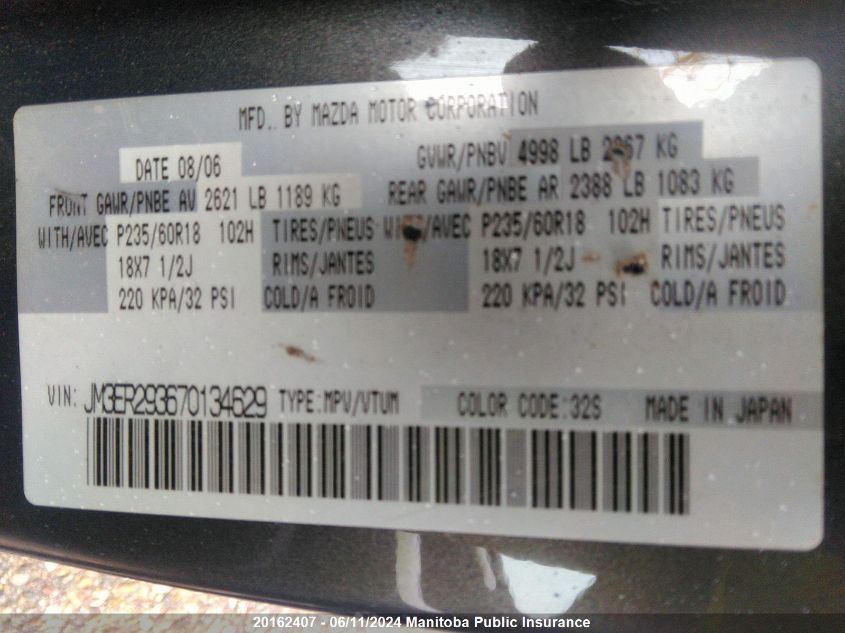 MFD. BY MAZDA MOTOR CORPORATION
DATE 08/06 GVWR/PNBV 4998 LB 2267 KG
FRONT GAWR/PNBE AV 2621 LB 1189 KG REAR GAWR/PNBE AR 2388 LB 1083 KG
WITH/AVEC P235/60R18 102H TIRES/PNEUS WITH/AVEC P235/60R18 102H TIRES/PNEUS
18X7 1/2J RIMS/JANTES 18X7 1/2J RIMS/JANTES
220 KPA/32 PSI COLD/A FROID 220 KPA/32 PSI COLD/A FROID
VIN: JM3ER293670134629 TYPE:MPV/VTUM COLOR CODE:32S MADE IN JAPAN
20162407 - 06/11/2024 Manitoba Public Insurance